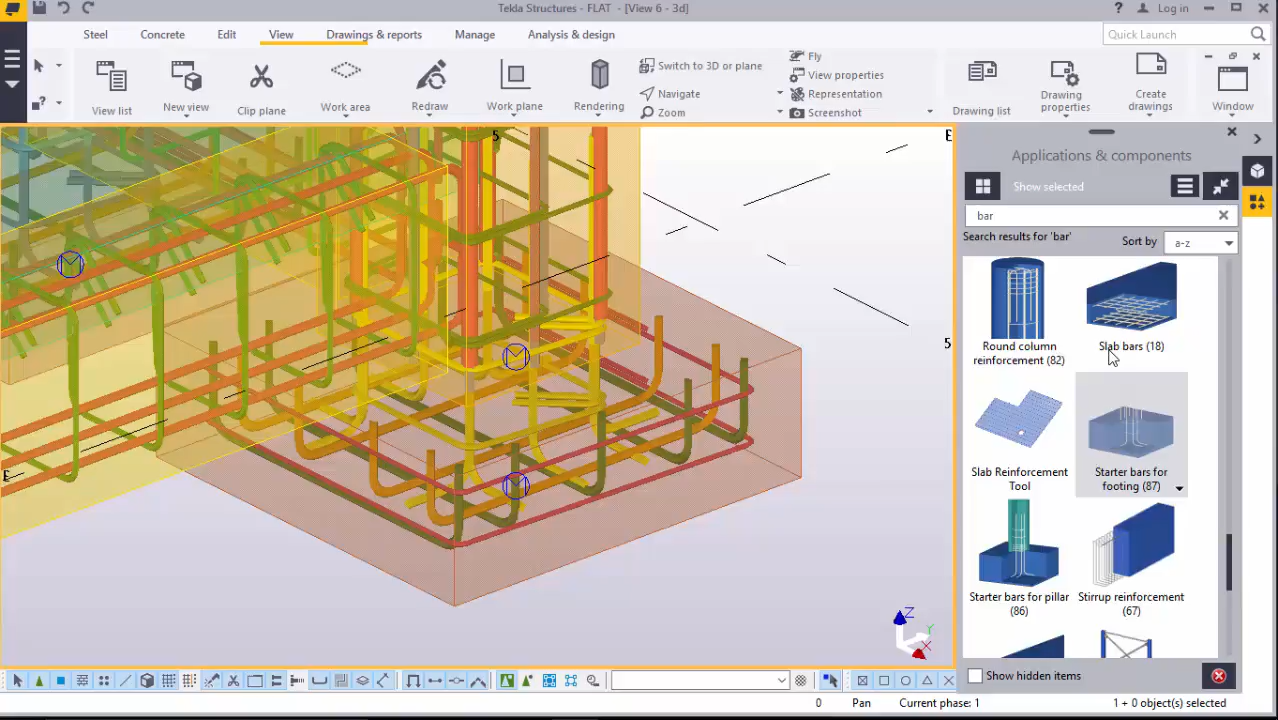 Tekla Structures - FLAT - [View 6 - 3d]
? Log in
Steel Concrete Edit View Drawings & reports Manage Analysis & design
Quick Launch
View list
New view
Clip plane
Work area
Redraw
Work plane
Rendering
Switch to 3D or plane
Navigate
Zoom
Fly
View properties
Representation
Screenshot
Drawing list
Drawing properties
Create drawings
Window
5
E
5
E
Z
Y
X
Applications & components
Show selected
bar
Search results for 'bar'
Sort by a-z
Round column reinforcement (82)
Slab bars (18)
Slab Reinforcement Tool
Starter bars for footing (87)
Starter bars for pillar (86)
Stirrup reinforcement (67)
Show hidden items
0 Pan Current phase: 1 1 + 0 object(s) selected